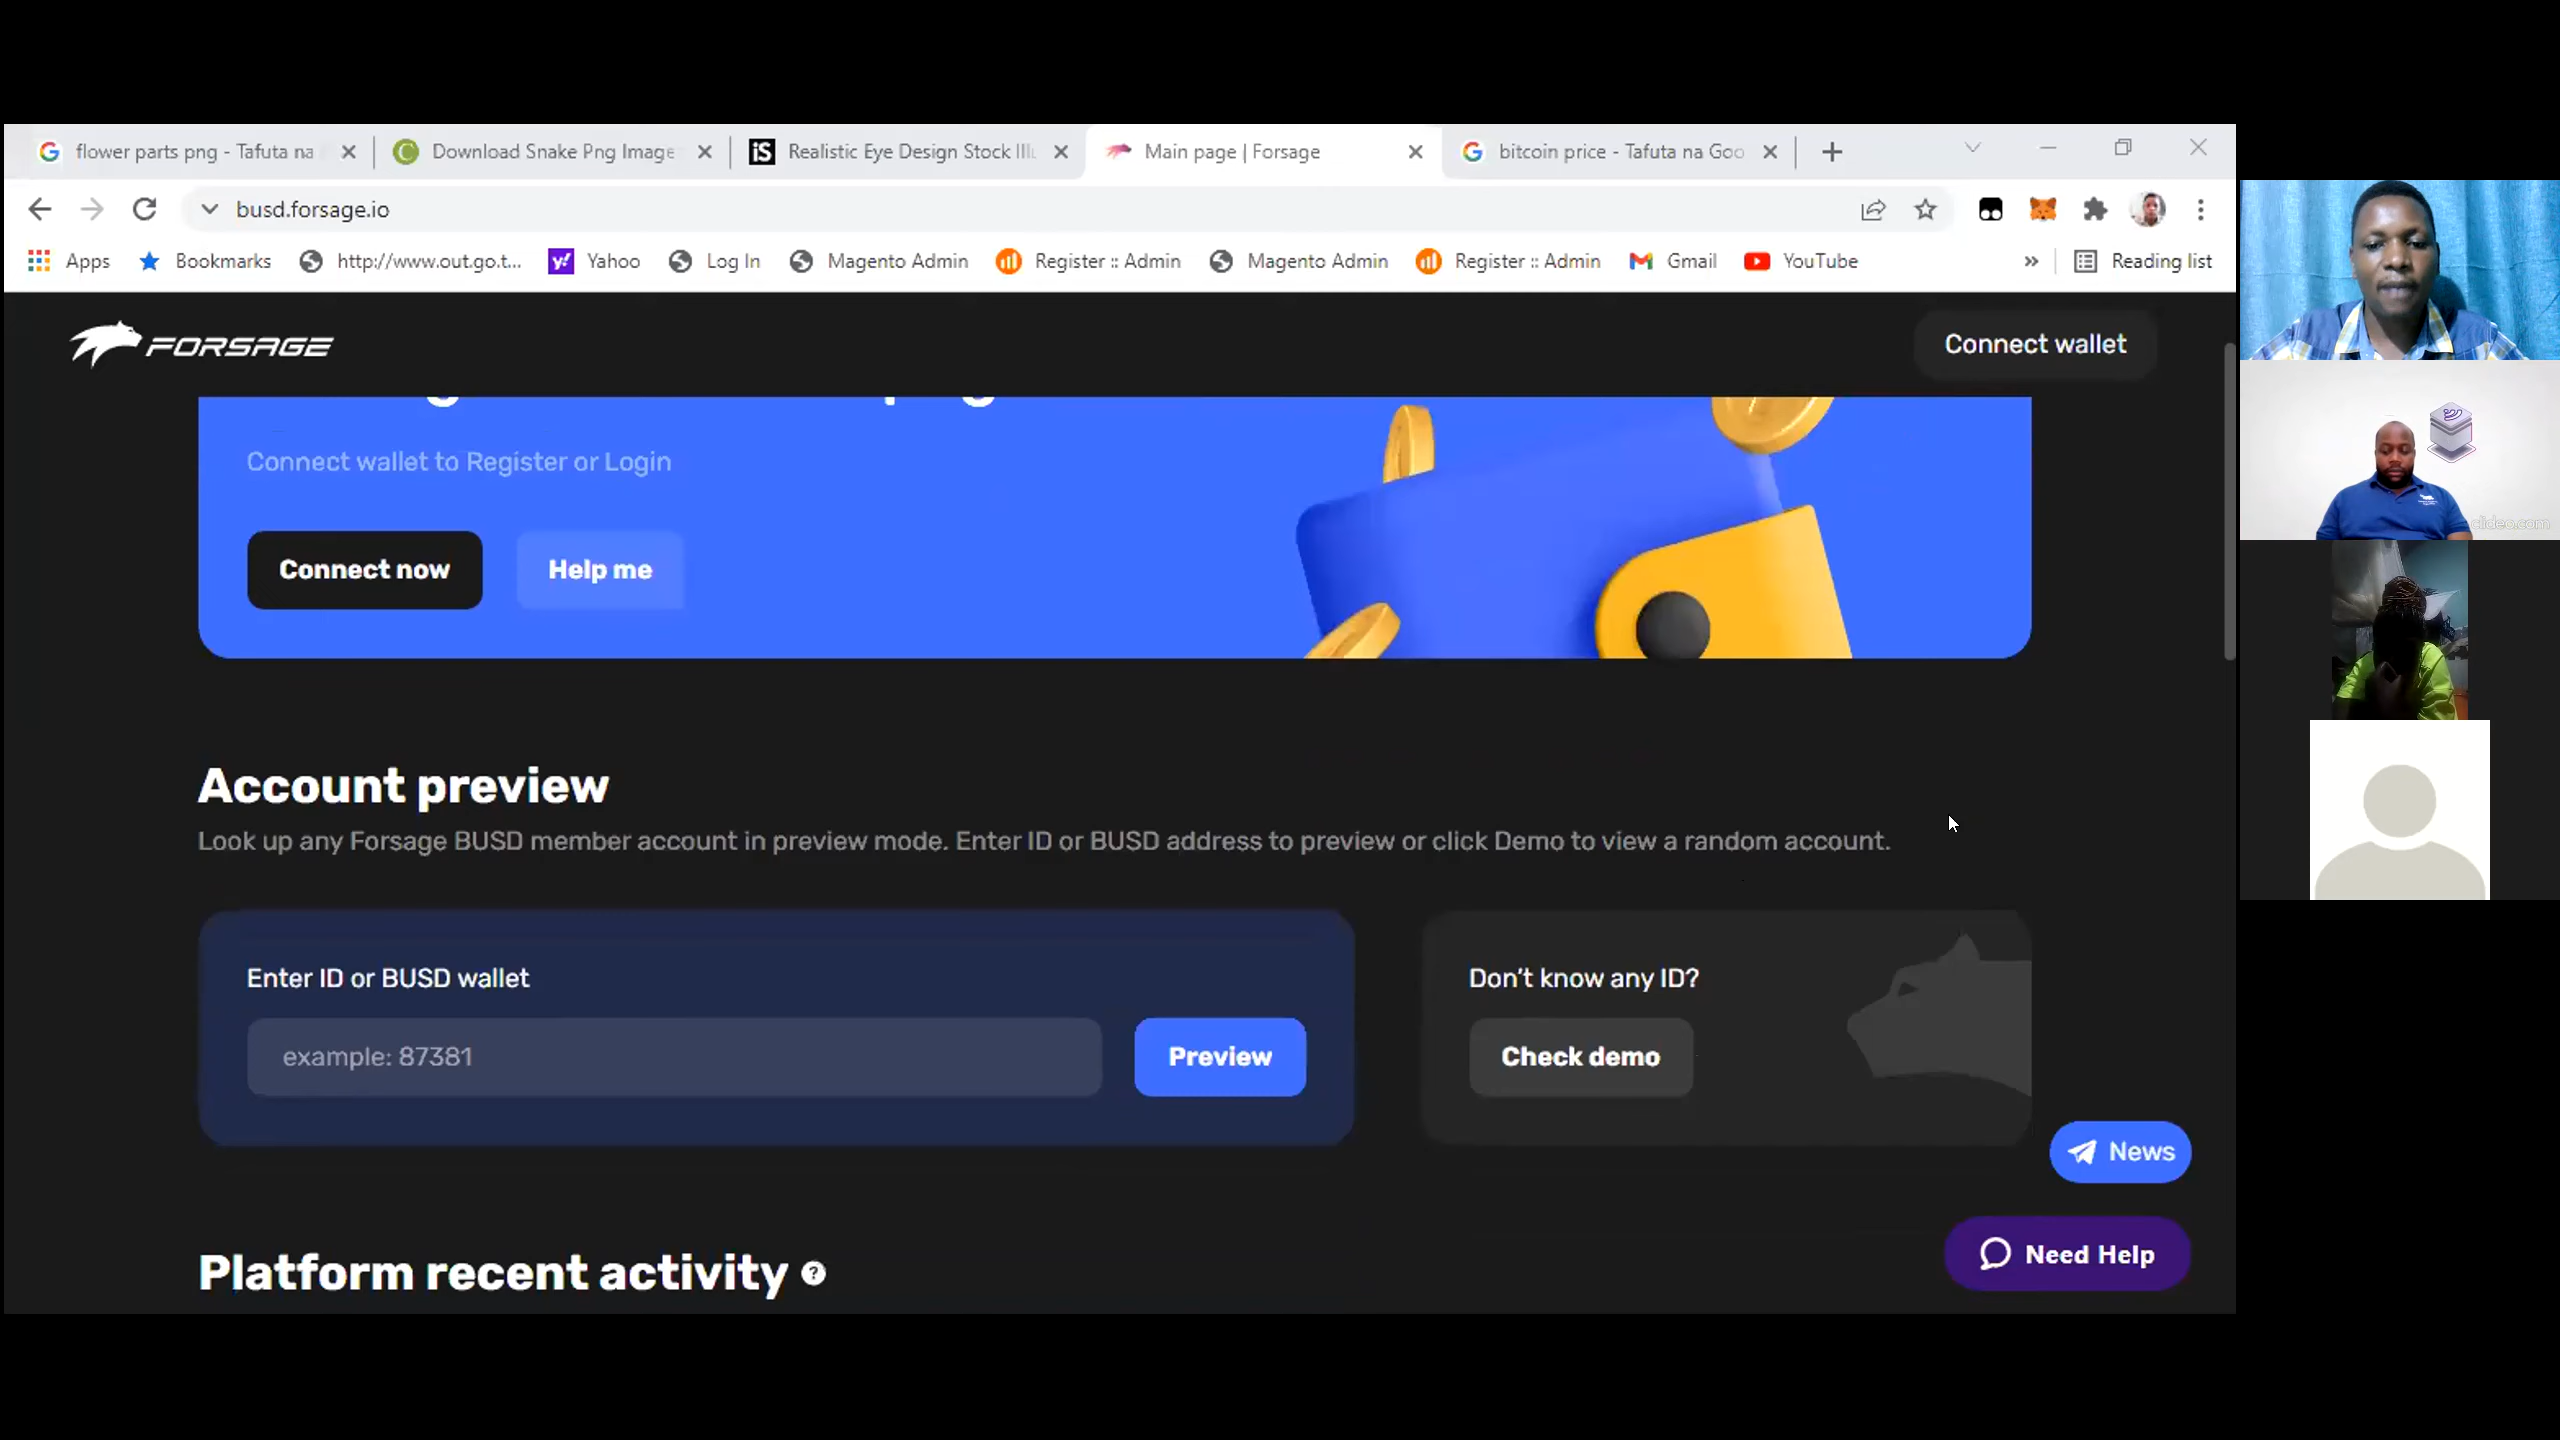 flower parts png - Tafuta na
Download Snake Png Image
iS Realistic Eye Design Stock Illu
Main page | Forsage
bitcoin price - Tafuta na Goo
busd.forsage.io
Apps
Bookmarks
http://www.out.go.t...
Yahoo
Log In
Magento Admin
Register :: Admin
Magento Admin
Register :: Admin
Gmail
YouTube
Reading list
FORSAGE
Connect wallet
Connect wallet to Register or Login
Connect now
Help me
clideo.com
Account preview
Look up any Forsage BUSD member account in preview mode. Enter ID or BUSD address to preview or click Demo to view a random account.
Enter ID or BUSD wallet
example: 87381
Preview
Don't know any ID?
Check demo
News
Need Help
Platform recent activity ?